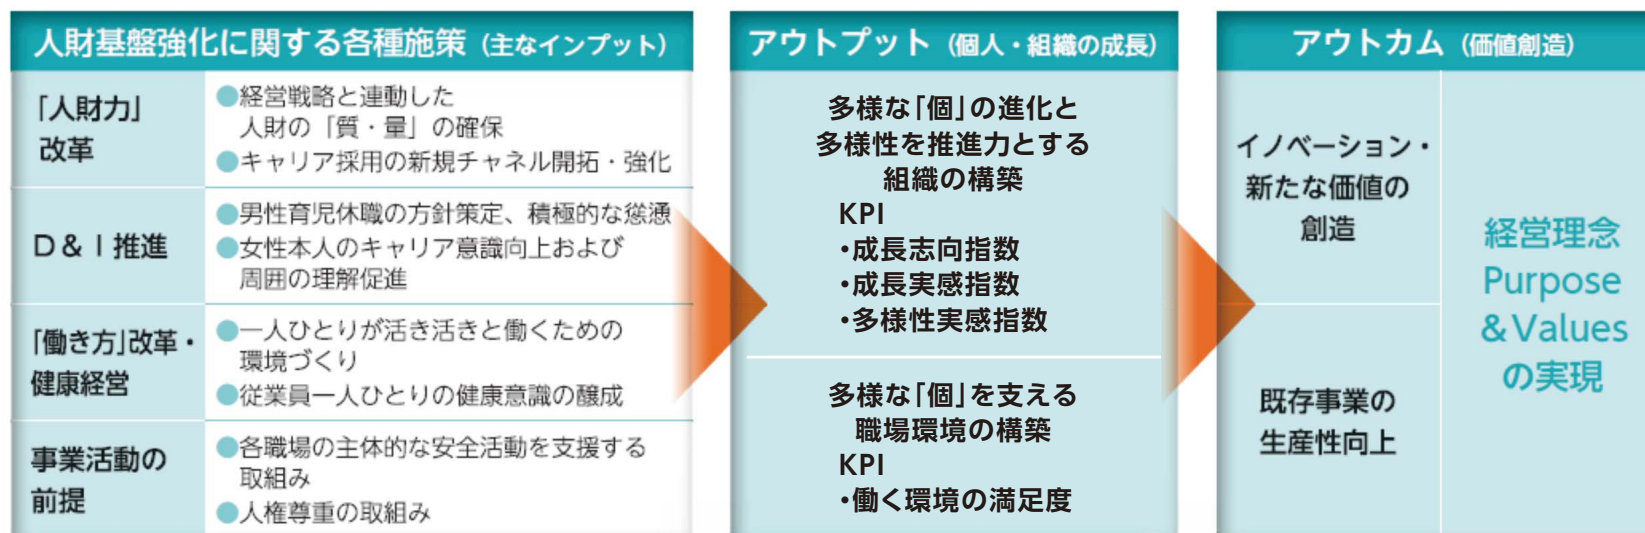 人財基盤強化に関する各種施策（主なインプット）
「人財力」
改革
●経営戦略と連動した
人財の「質・量」の確保
●キャリア採用の新規チャネル開拓・強化
D＆I推進
●男性育児休職の方針策定、積極的な慫慂
●女性本人のキャリア意識向上および
周囲の理解促進
「働き方」改革・
健康経営
●一人ひとりが活き活きと働くための
環境づくり
●従業員一人ひとりの健康意識の醸成
事業活動の
前提
●各職場の主体的な安全活動を支援する
取組み
●人権尊重の取組み
アウトプット（個人・組織の成長）
多様な「個」の進化と
多様性を推進力とする
組織の構築
KPI
・成長志向指数
・成長実感指数
・多様性実感指数
多様な「個」を支える
職場環境の構築
KPI
・働く環境の満足度
アウトカム（価値創造）
イノベーション・
新たな価値の
創造
既存事業の
生産性向上
経営理念
Purpose
&Values
の実現